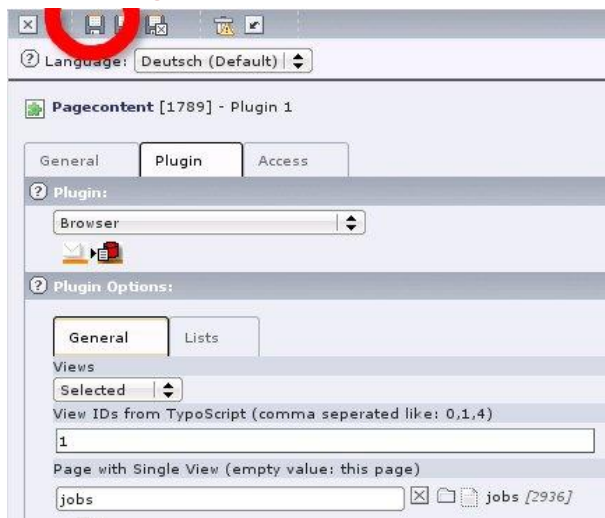 Language: Deutsch (Default)
Pagecontent [1789] - Plugin 1
General Plugin Access
Plugin:
Browser
Plugin Options:
General Lists
Views
Selected
View IDs from TypoScript (comma seperated like: 0,1,4)
1
Page with Single View (empty value: this page)
jobs jobs [2936]